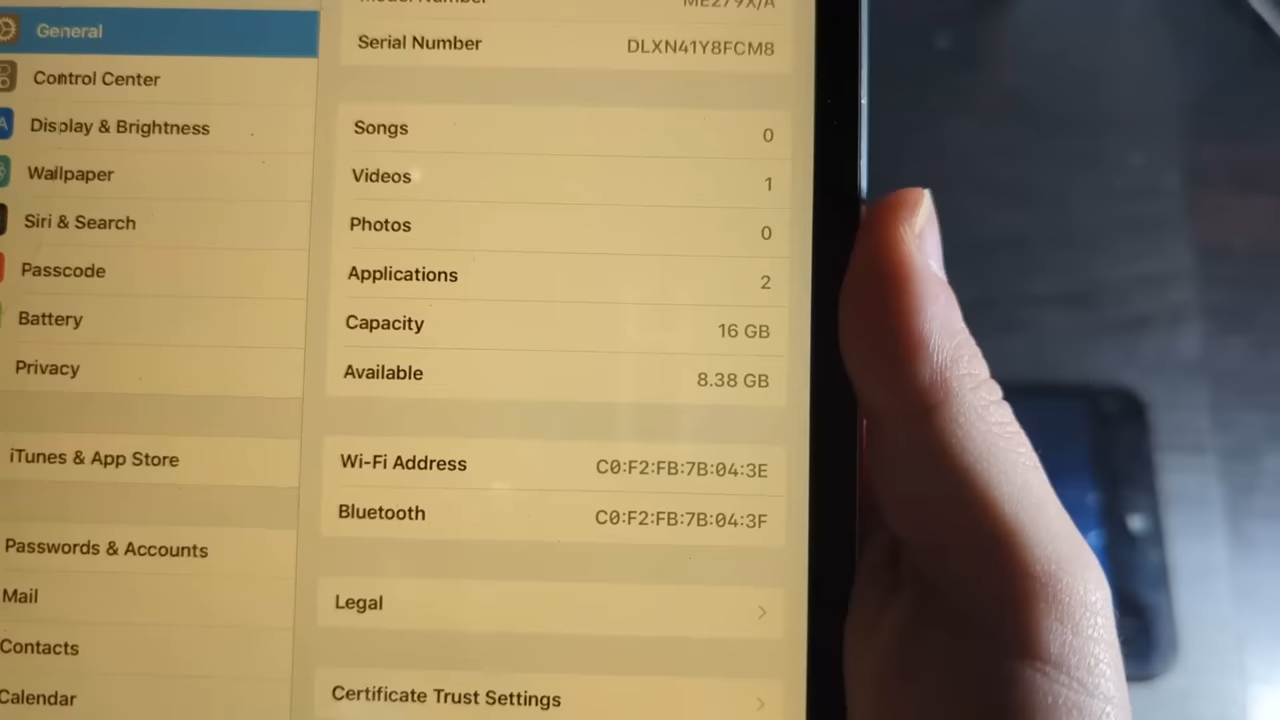 General
Control Center
Display & Brightness
Wallpaper
Siri & Search
Passcode
Battery
Privacy
iTunes & App Store
Passwords & Accounts
Mail
Contacts
Calendar
Model Number ME279X/A
Serial Number DLXN41Y8FCM8
Songs 0
Videos 1
Photos 0
Applications 2
Capacity 16 GB
Available 8.38 GB
Wi-Fi Address C0:F2:FB:7B:04:3E
Bluetooth C0:F2:FB:7B:04:3F
Legal
Certificate Trust Settings